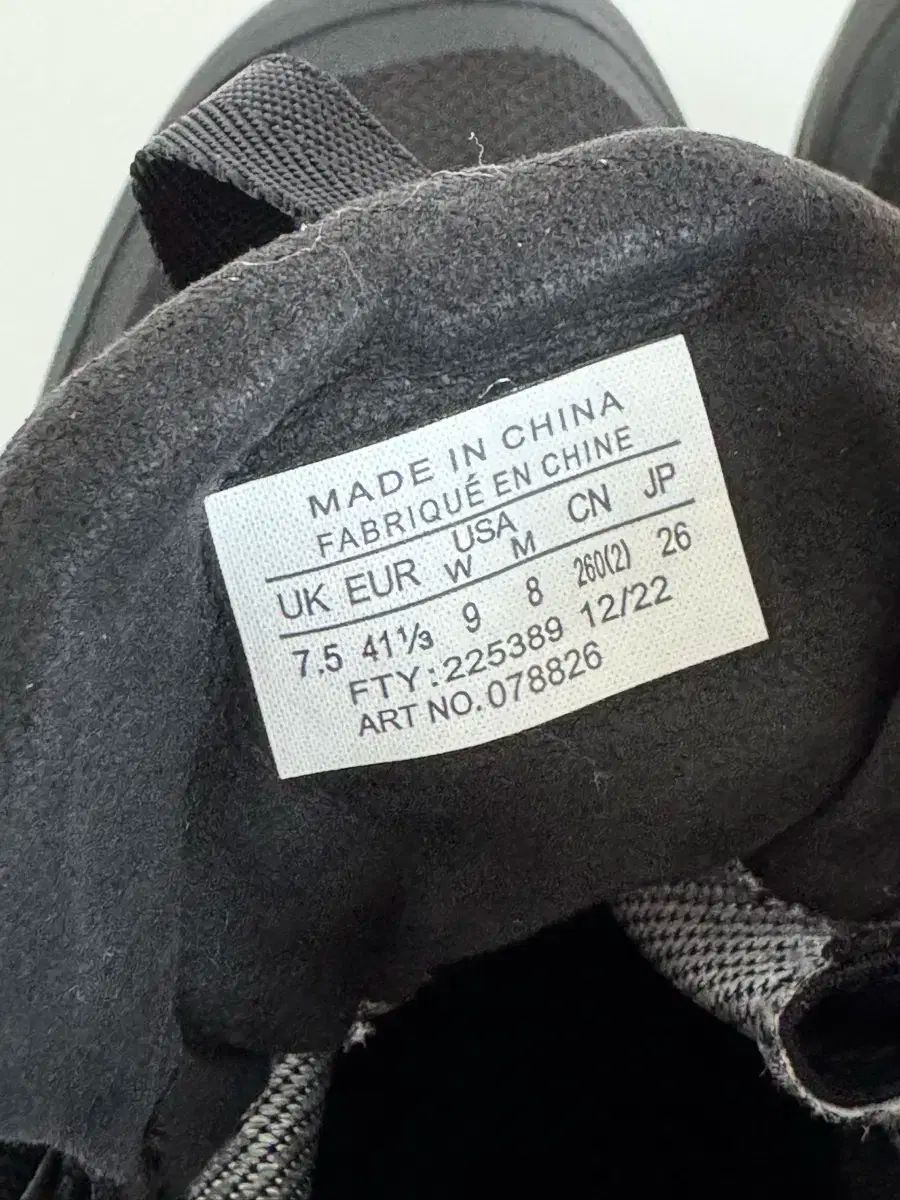 MADE IN CHINA
FABRIQUÉ EN CHINE
UK EUR USA W M CN JP
7.5 41⅓ 9 8 260(2) 26
FTY:225389 12/22
ART NO.078826